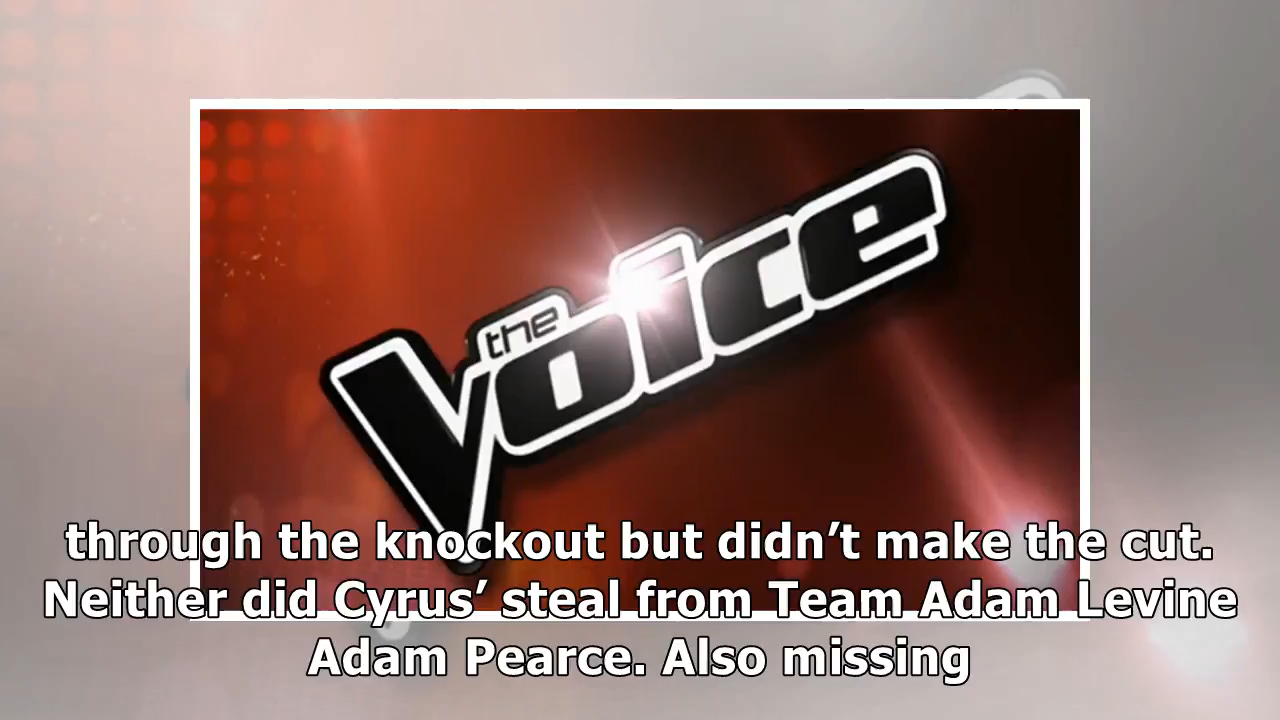 the
Voice
through the knockout but didn’t make the cut.
Neither did Cyrus’ steal from Team Adam Levine
Adam Pearce. Also missing